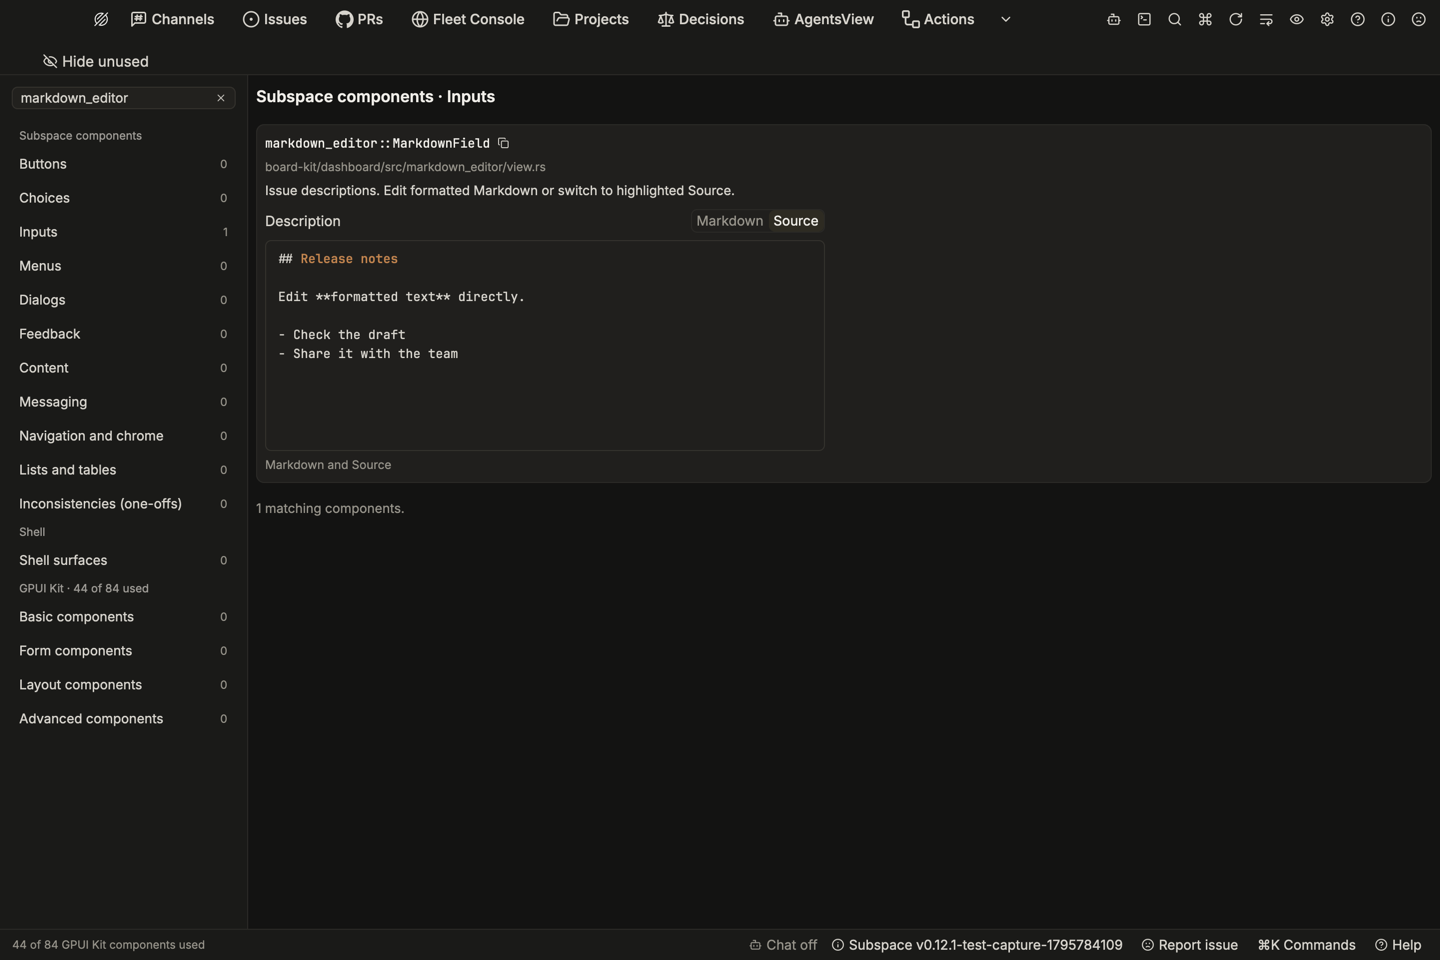 Channels Issues PRs Fleet Console Projects Decisions AgentsView Actions
Hide unused
markdown_editor
Subspace components
Buttons 0
Choices 0
Inputs 1
Menus 0
Dialogs 0
Feedback 0
Content 0
Messaging 0
Navigation and chrome 0
Lists and tables 0
Inconsistencies (one-offs) 0
Shell
Shell surfaces 0
GPUI Kit · 44 of 84 used
Basic components 0
Form components 0
Layout components 0
Advanced components 0
Subspace components · Inputs
markdown_editor::MarkdownField
board-kit/dashboard/src/markdown_editor/view.rs
Issue descriptions. Edit formatted Markdown or switch to highlighted Source.
Description Markdown Source
## Release notes
Edit **formatted text** directly.
- Check the draft
- Share it with the team
Markdown and Source
1 matching components.
44 of 84 GPUI Kit components used Chat off Subspace v0.12.1-test-capture-1795784109 Report issue ⌘K Commands Help